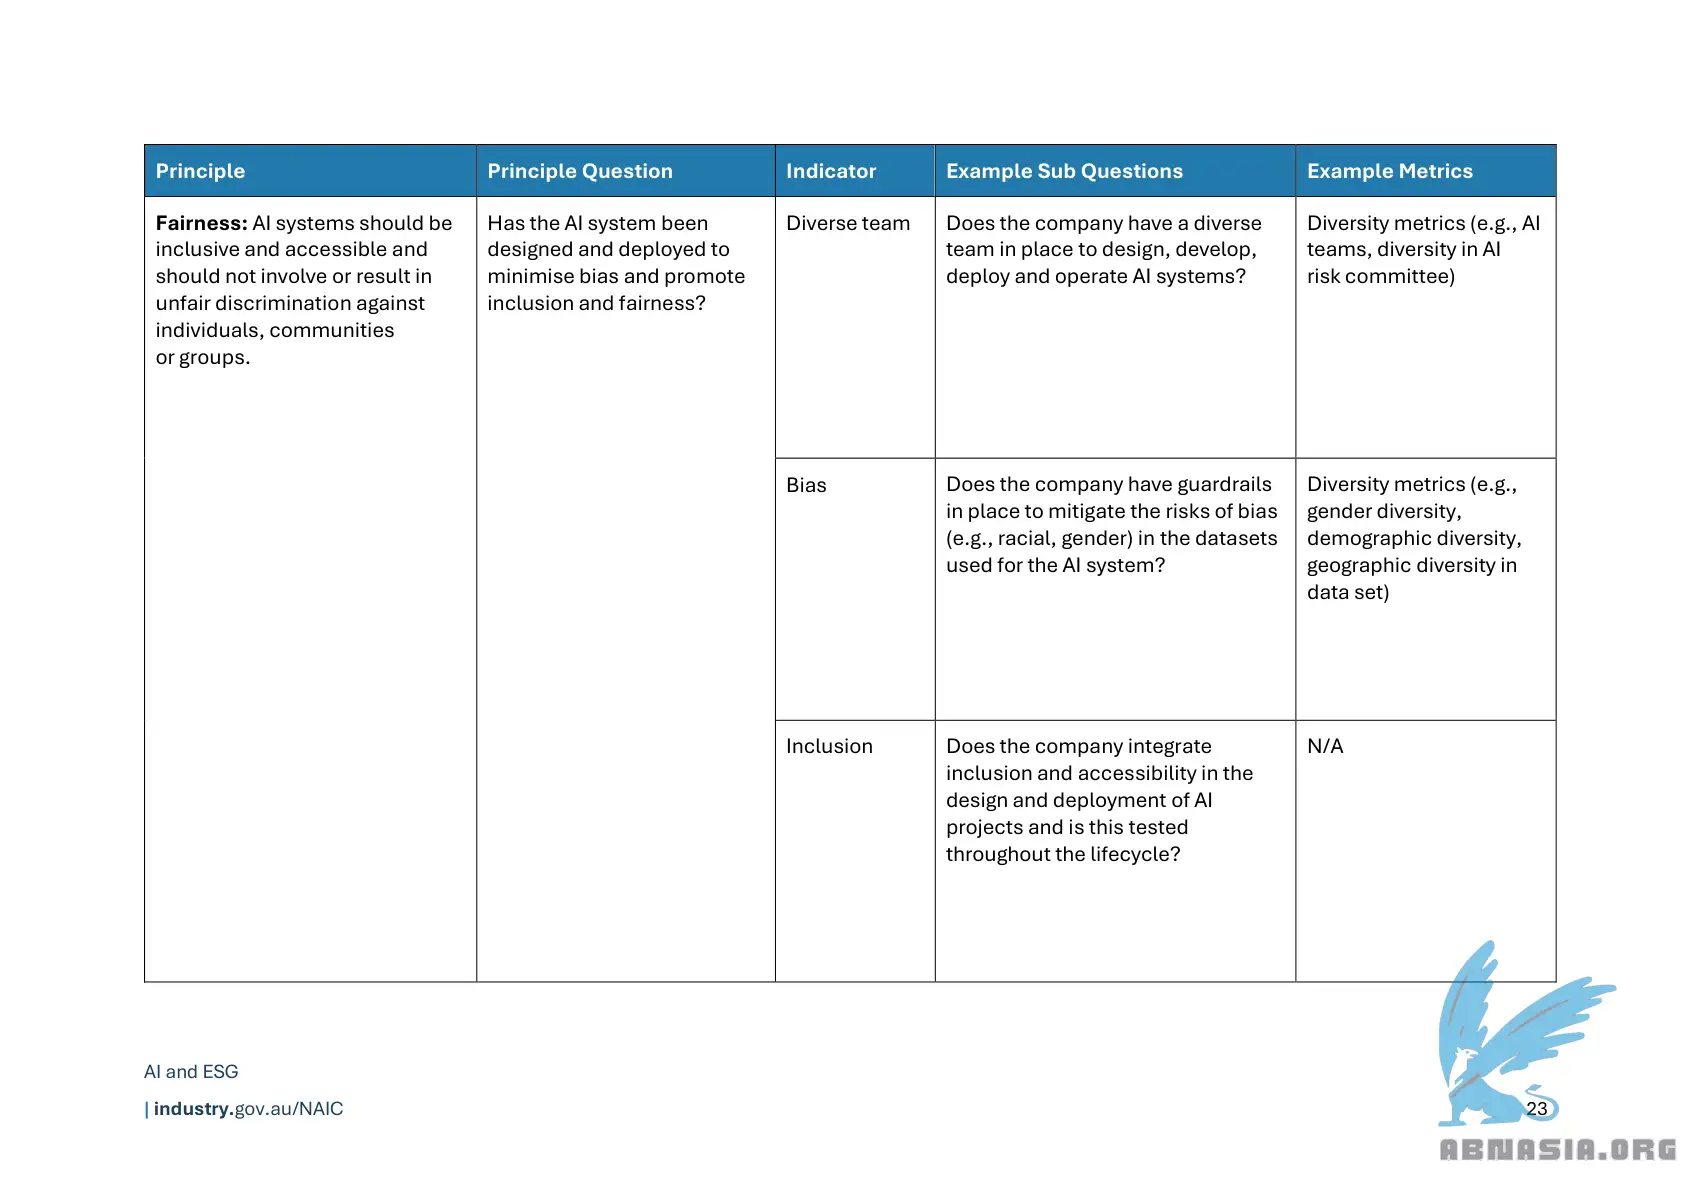 Principle
Principle Question
Indicator
Example Sub Questions
Example Metrics
Fairness: AI systems should be
inclusive and accessible and
should not involve or result in
unfair discrimination against
individuals, communities
or groups.
Has the AI system been
designed and deployed to
minimise bias and promote
inclusion and fairness?
Diverse team
Does the company have a diverse
team in place to design, develop,
deploy and operate AI systems?
Diversity metrics (e.g., AI
teams, diversity in AI
risk committee)
Bias
Does the company have guardrails
in place to mitigate the risks of bias
(e.g., racial, gender) in the datasets
used for the AI system?
Diversity metrics (e.g.,
gender diversity,
demographic diversity,
geographic diversity in
data set)
Inclusion
Does the company integrate
inclusion and accessibility in the
design and deployment of AI
projects and is this tested
throughout the lifecycle?
N/A
AI and ESG
| industry.gov.au/NAIC
23
ABNASIA.ORG